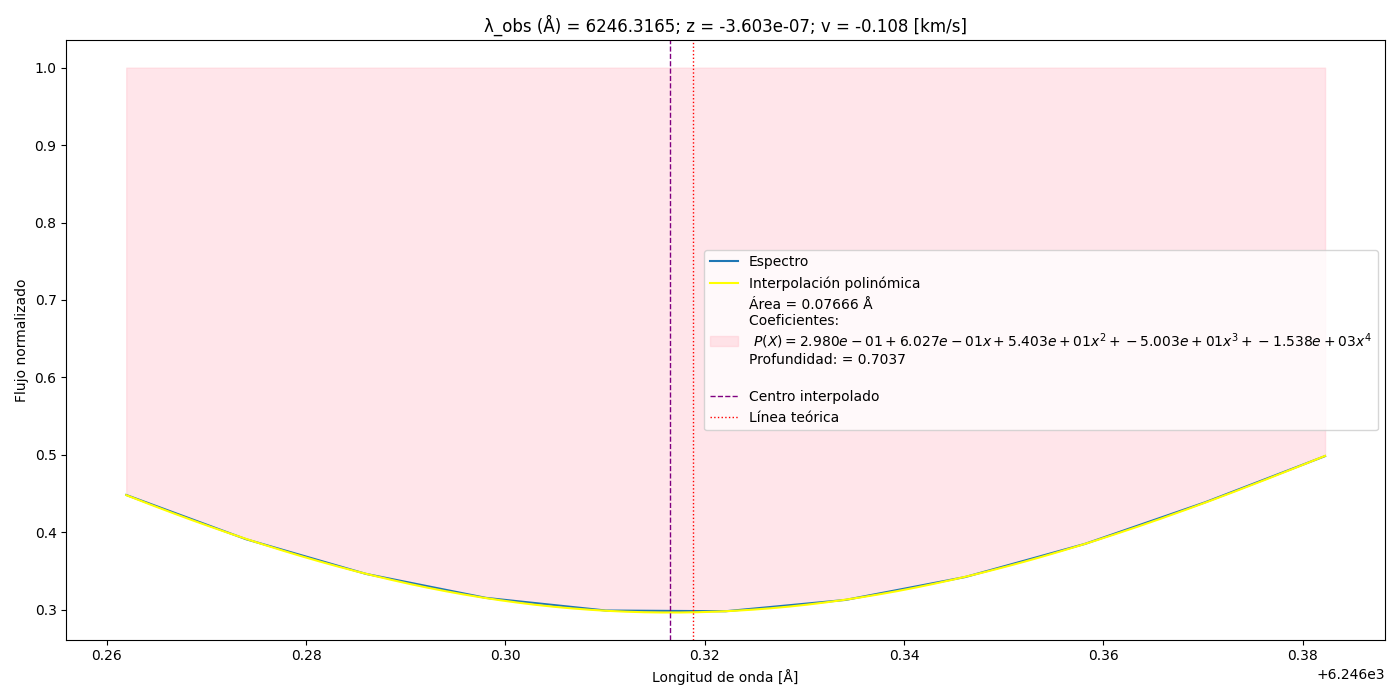 λ_obs (Å) = 6246.3165; z = -3.603e-07; v = -0.108 [km/s]
1.0
0.9
0.8
0.7
0.6
0.5
0.4
0.3
Flujo normalizado
Espectro
Interpolación polinómica
Área = 0.07666 Å
Coeficientes:
P(X) = 2.980e − 01 + 6.027e − 01x + 5.403e + 01x² + −5.003e + 01x³ + −1.538e + 03x⁴
Profundidad: = 0.7037
Centro interpolado
Línea teórica
0.26 0.28 0.30 0.32 0.34 0.36 0.38
+6.246e3
Longitud de onda [Å]